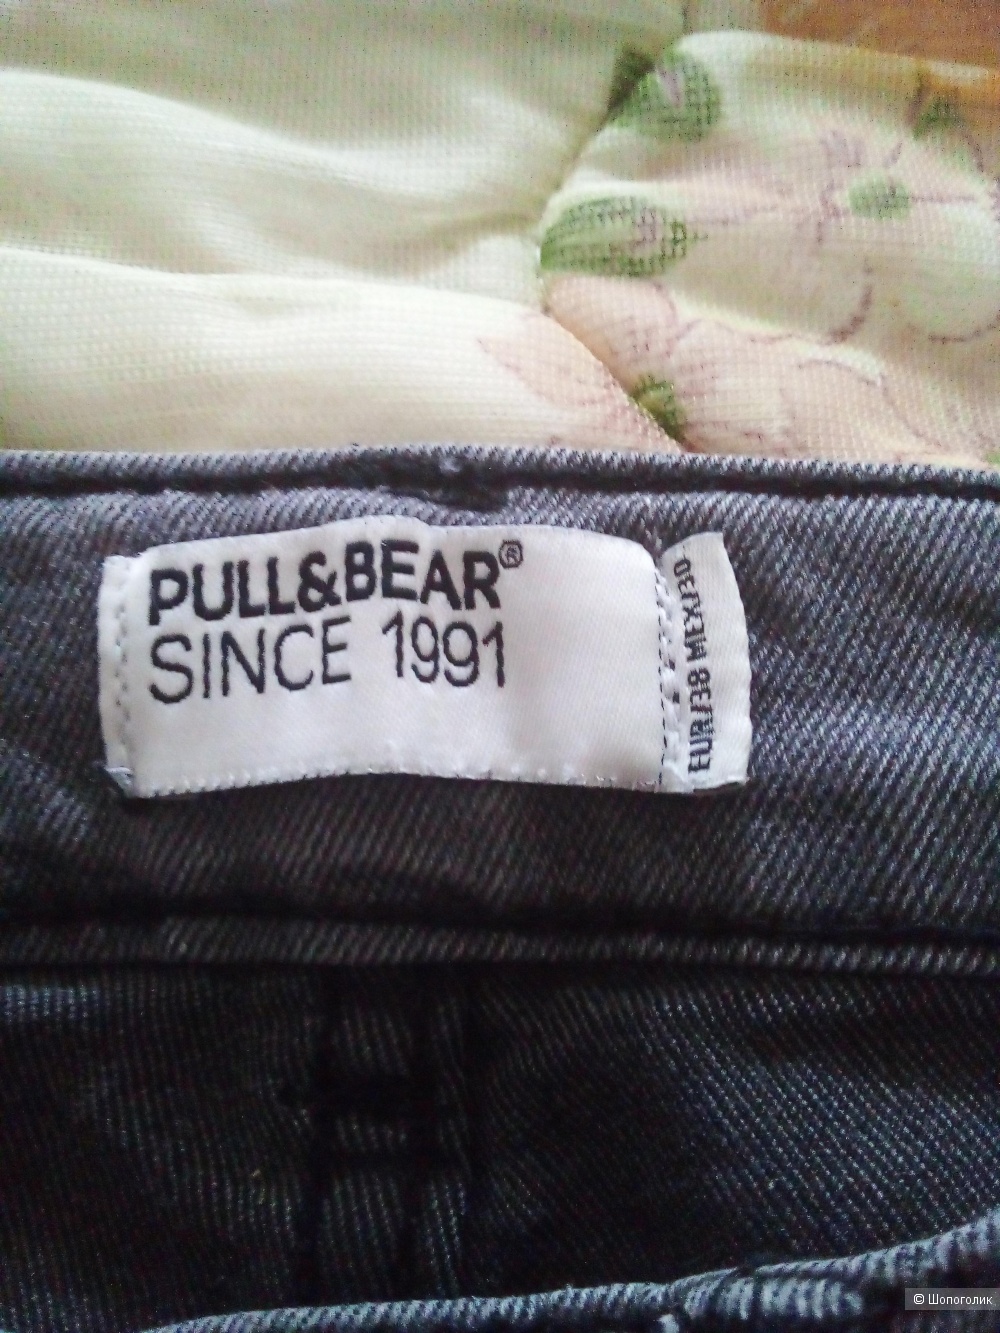 PULL&BEAR®
SINCE 1991
EUR/38 MEX/30
© Шопоголик